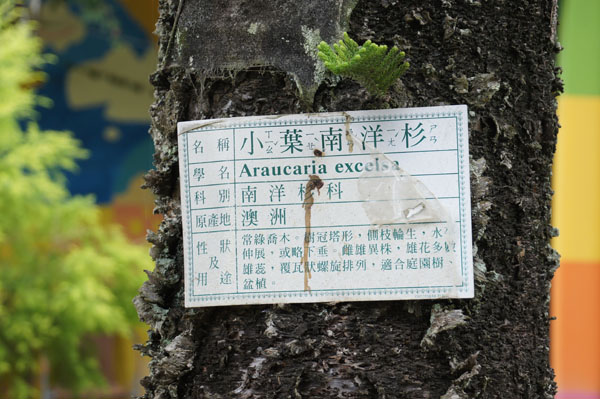 名稱 小葉南洋杉
學名 Araucaria excelsa
科別 南洋杉科
原產地 澳洲
性狀及用途
常綠喬木。樹冠塔形，側枝輪生，水
伸展，或略下垂。雌雄異株，雄花多
雄蕊，覆瓦狀螺旋排列，適合庭園樹、
盆植。